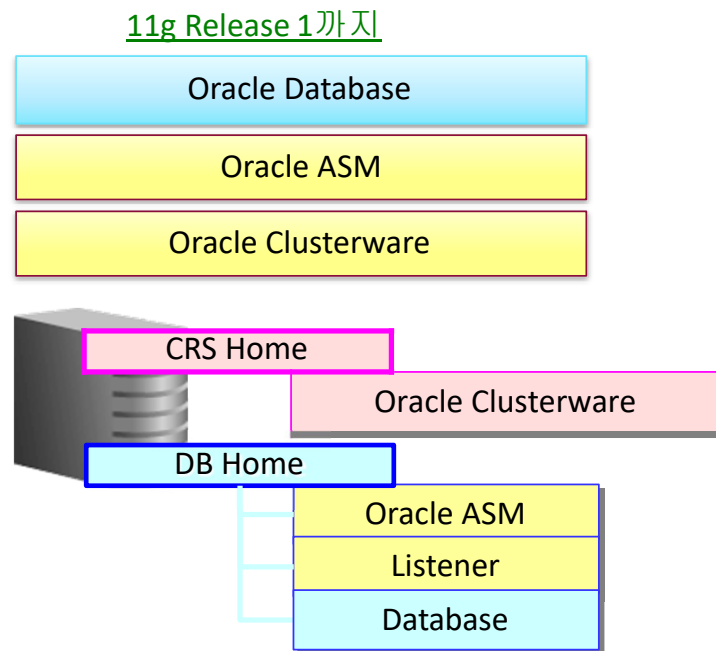 11g Release 1까지
Oracle Database
Oracle ASM
Oracle Clusterware
CRS Home
Oracle Clusterware
DB Home
Oracle ASM
Listener
Database